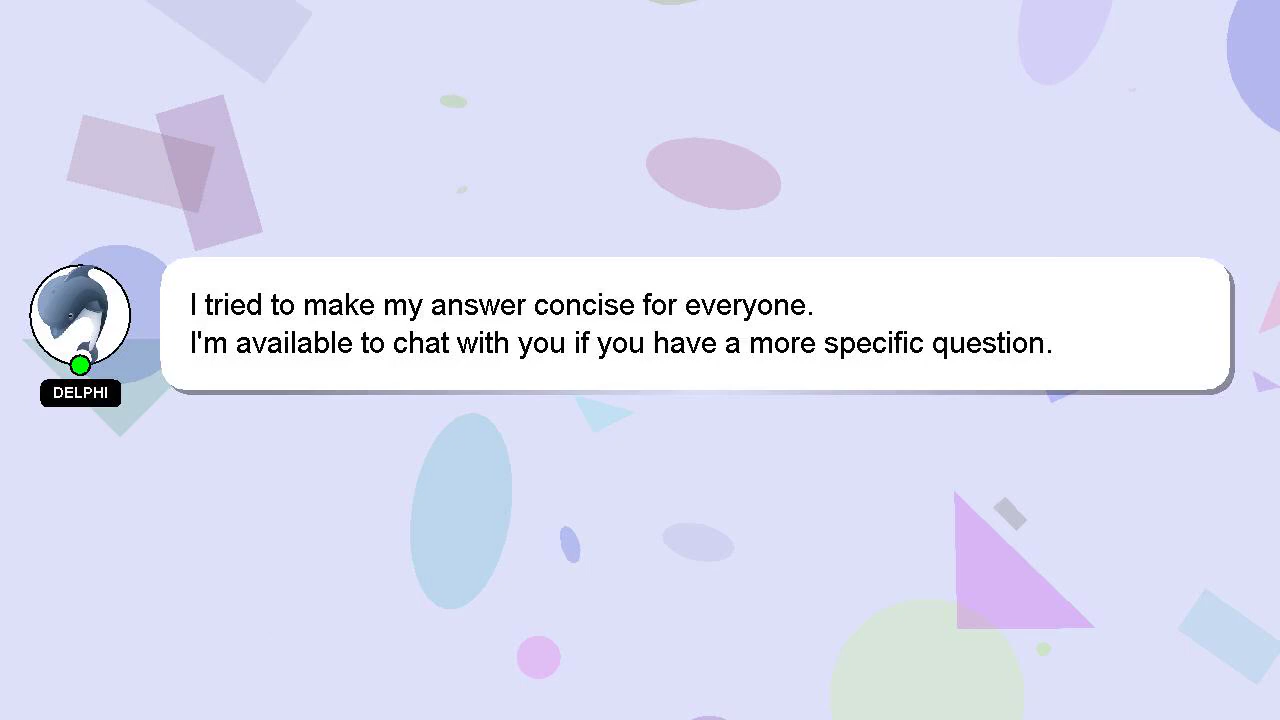 I tried to make my answer concise for everyone.
I'm available to chat with you if you have a more specific question.
DELPHI